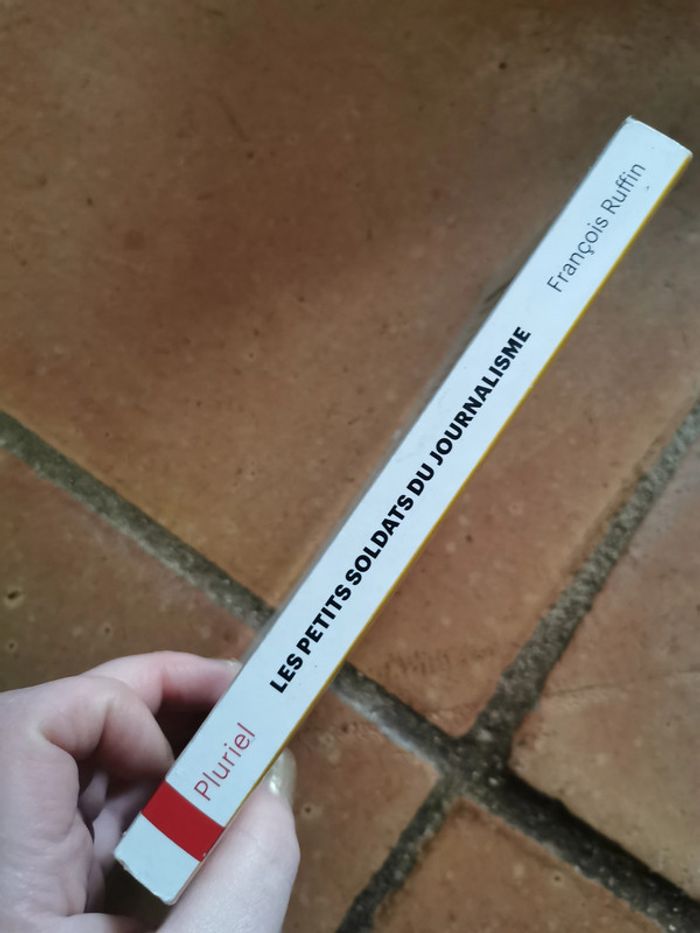 Pluriel
LES PETITS SOLDATS DU JOURNALISME
François Ruffin